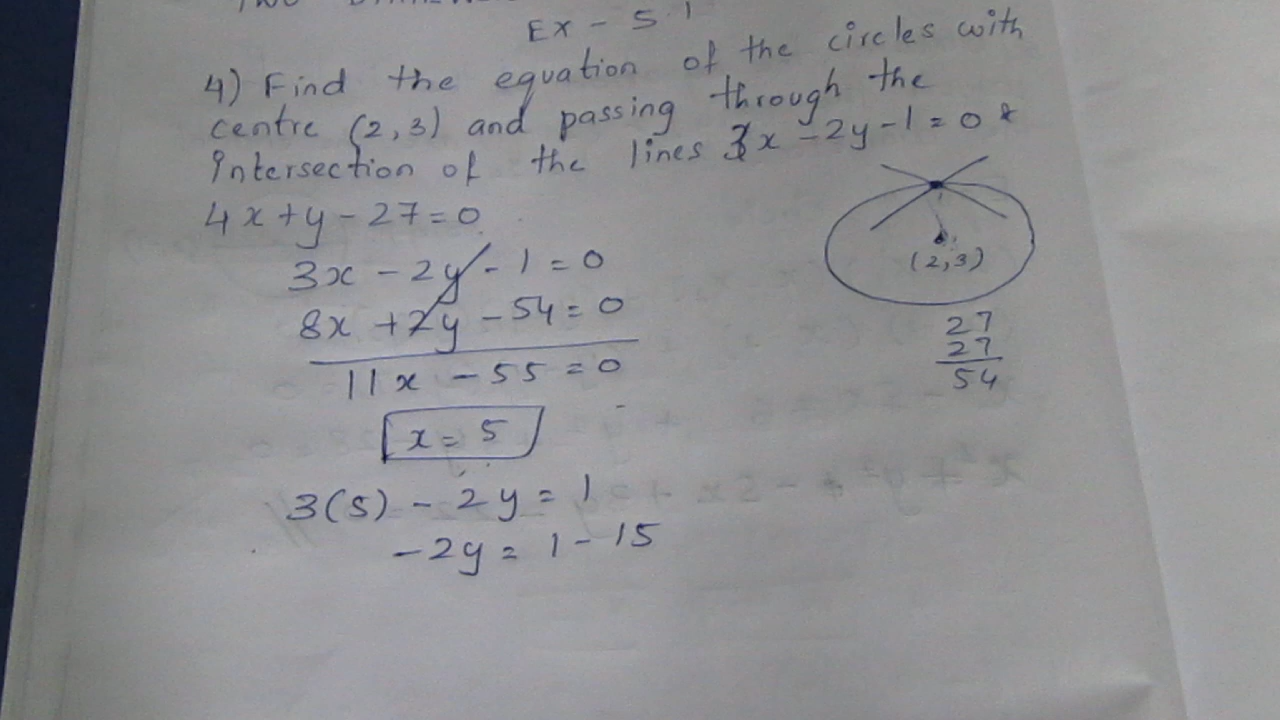 Ex - 5 1
4) Find the equation of the circles with
centre (2,3) and passing through the
intersection of the lines 3x - 2y - 1 = 0 &
4x + y - 27 = 0
3x - 2y - 1 = 0
8x + 2y - 54 = 0
11x - 55 = 0
x = 5
3(5) - 2y = 1
-2y = 1 - 15
(2,3)
27
27
54